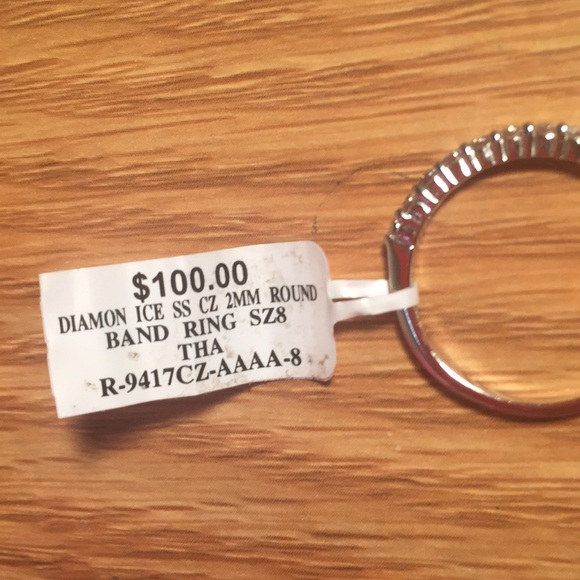 $100.00
DIAMON ICE SS CZ 2MM ROUND
BAND RING SZ8
THA
R-9417CZ-AAAA-8